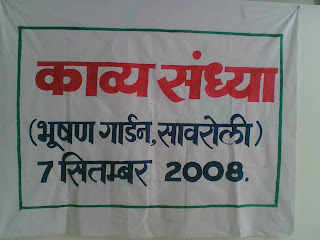 काव्य संध्या
(भूषण गार्डन, सावरोली)
7 सितम्बर 2008.